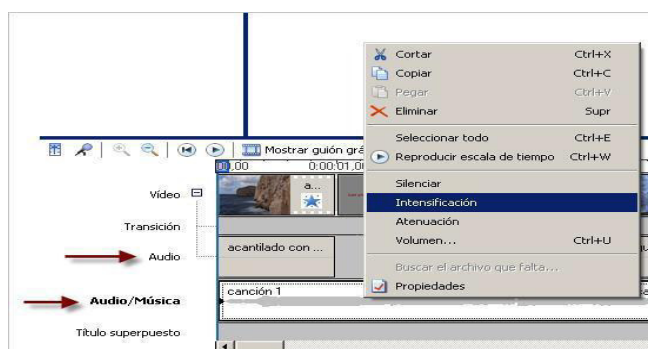 Cortar Ctrl+X
Copiar Ctrl+C
Pegar Ctrl+V
Eliminar Supr
Seleccionar todo Ctrl+E
Reproducir escala de tiempo Ctrl+W
Silenciar
Intensificación
Atenuación
Volumen... Ctrl+U
Buscar el archivo que falta...
Propiedades
Mostrar guión grá
,00 0:00:01,0
Vídeo
a...
Transición
Audio
acantilado con ...
Audio/Música
canción 1
Título superpuesto